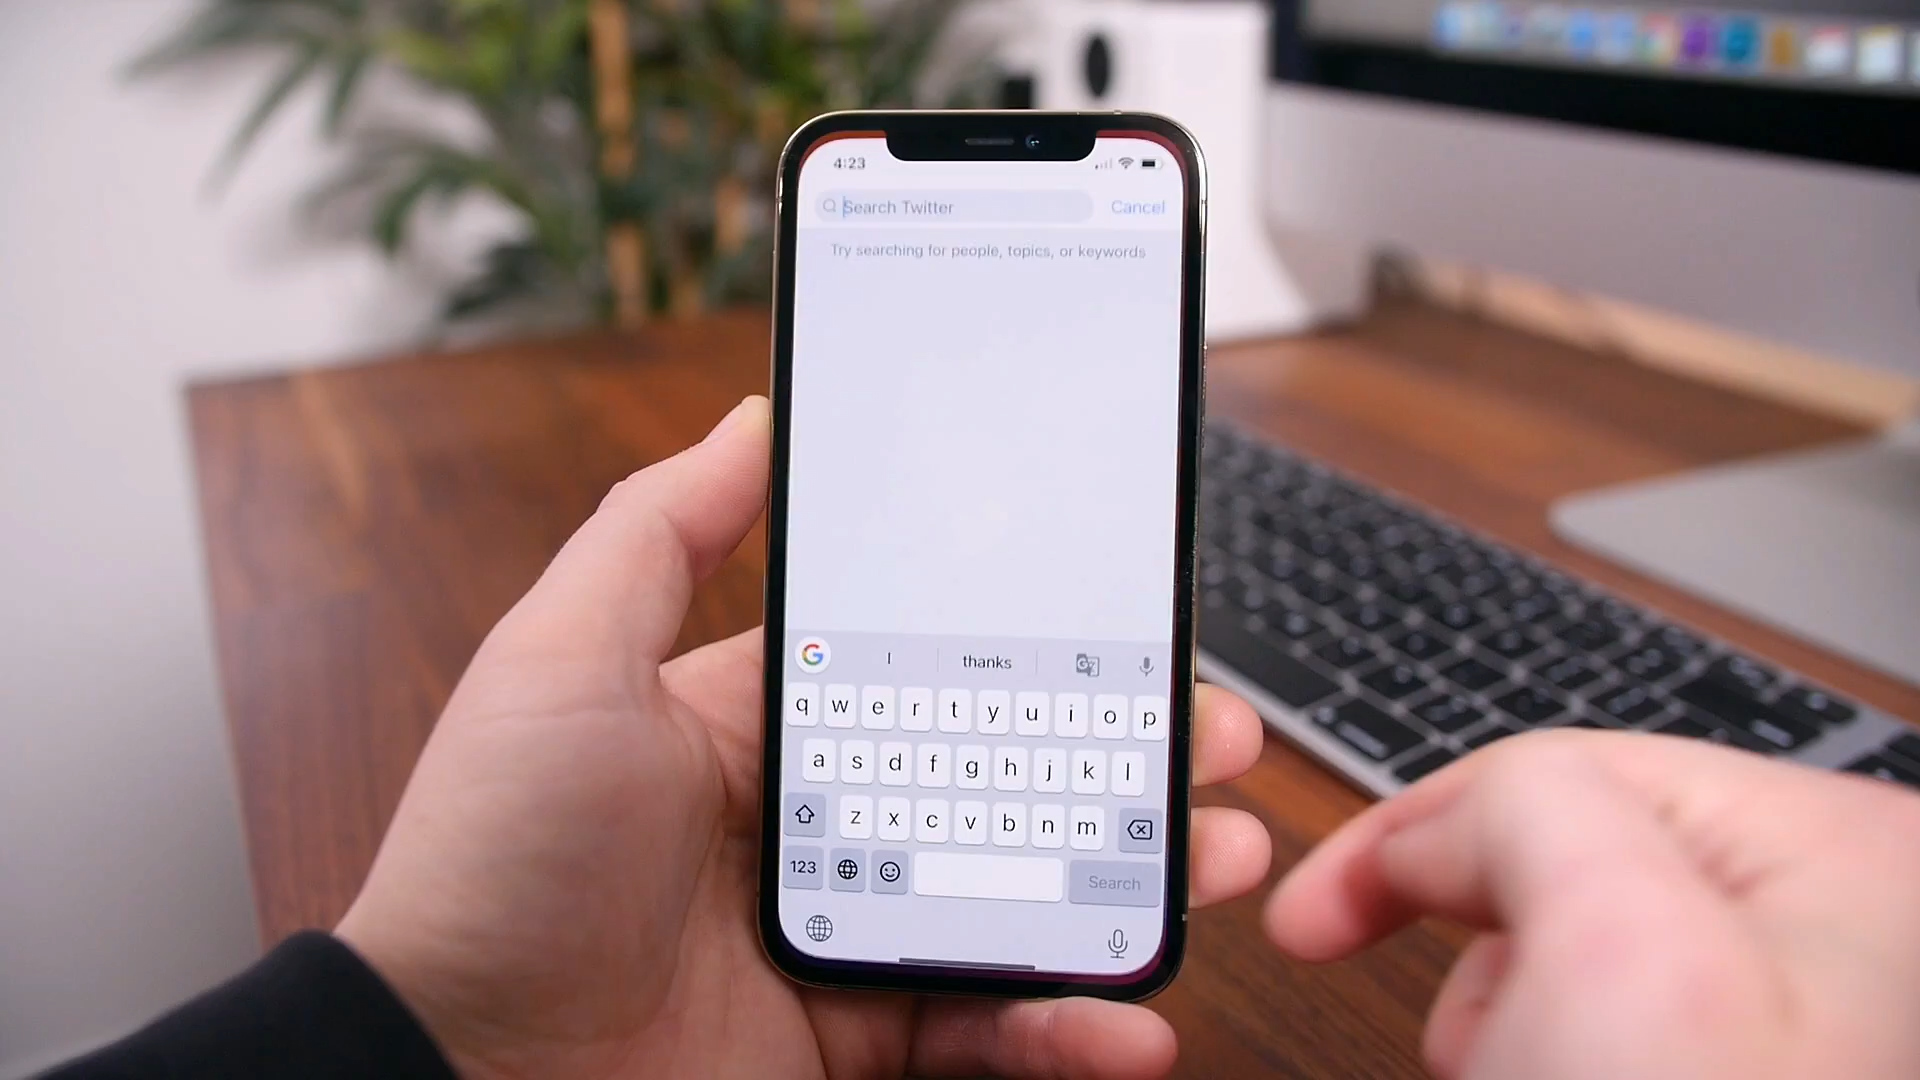 4:23
Search Twitter Cancel
Try searching for people, topics, or keywords
G I thanks G
q w e r t y u i o p
a s d f g h j k l
z x c v b n m
123 Search